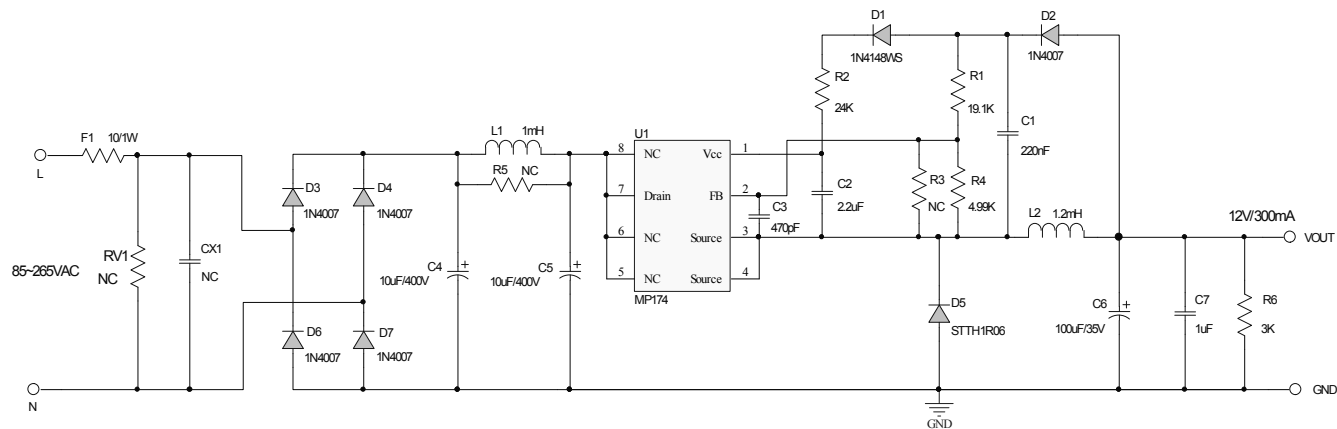 D1
1N4148WS
D2
1N4007
R2
24K
R1
19.1K
C1
220nF
F1 10/1W
L
L1 1mH
R5 NC
U1
8 NC
7 Drain
6 NC
5 NC
Vcc 1
FB 2
Source 3
Source 4
MP174
C2
2.2uF
C3
470pF
R3
NC
R4
4.99K
L2 1.2mH
12V/300mA
VOUT
D3
1N4007
D4
1N4007
85~265VAC
RV1
NC
CX1
NC
C4
10uF/400V
C5
10uF/400V
D6
1N4007
D7
1N4007
D5
STTH1R06
C6
100uF/35V
C7
1uF
R6
3K
N
GND
GND
+
+
+